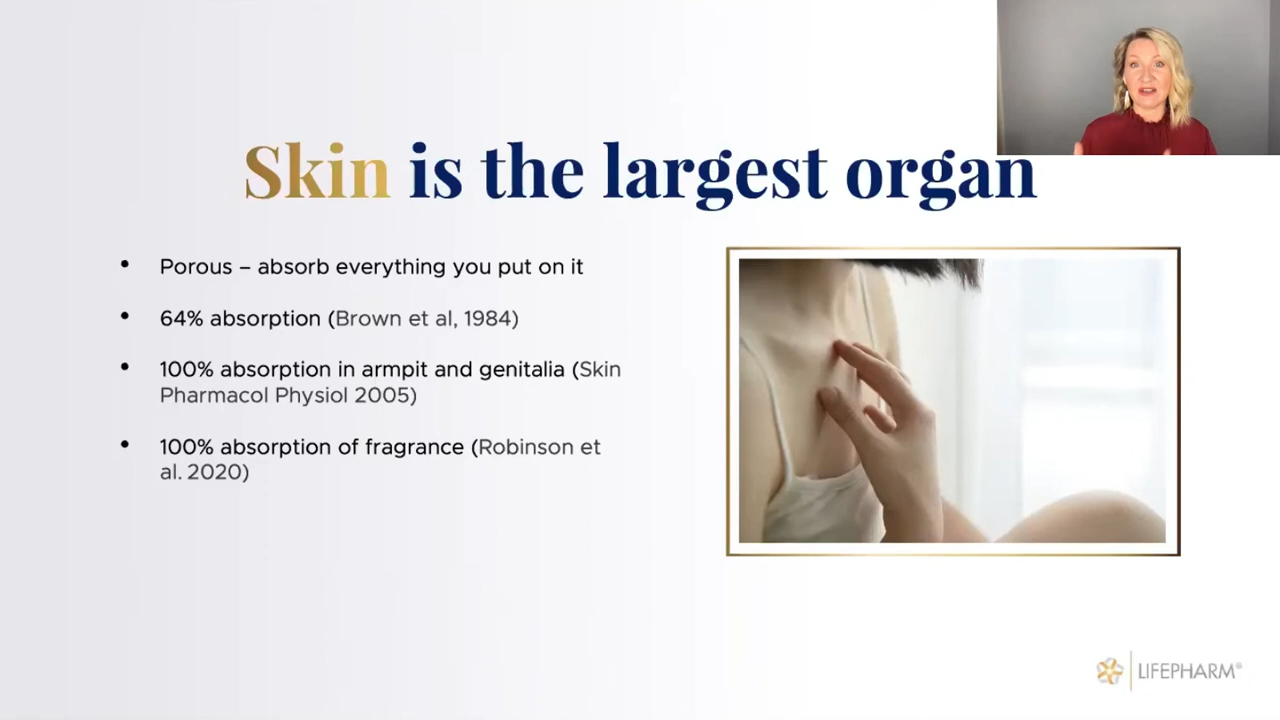 Skin is the largest organ
• Porous – absorb everything you put on it
• 64% absorption (Brown et al, 1984)
• 100% absorption in armpit and genitalia (Skin
Pharmacol Physiol 2005)
• 100% absorption of fragrance (Robinson et
al. 2020)
LIFEPHARM®